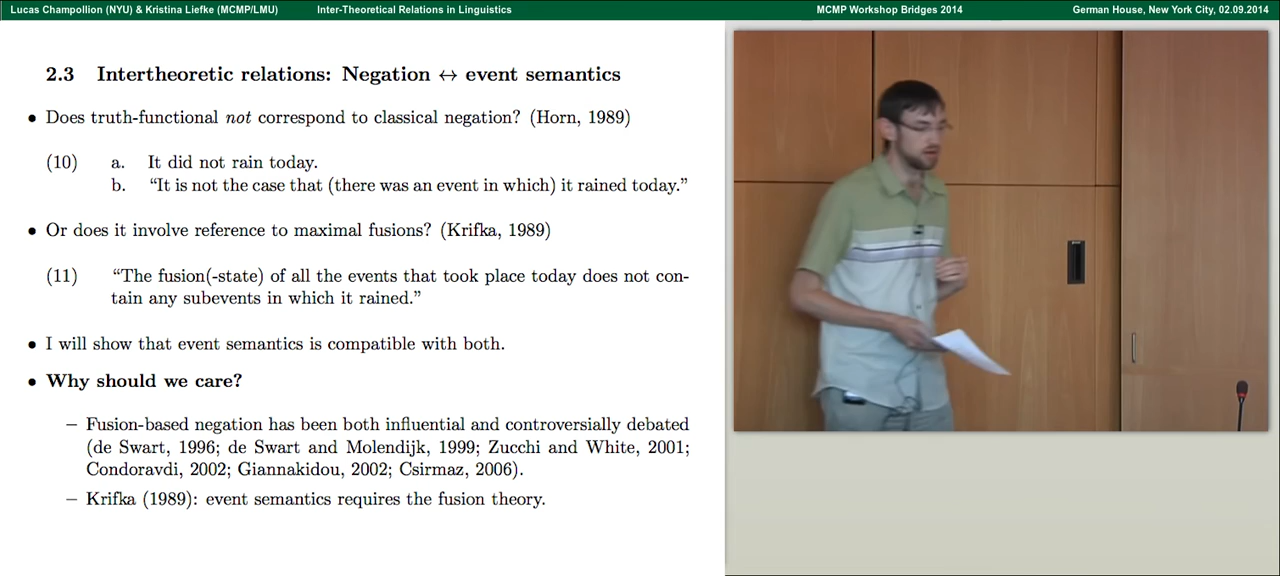 Lucas Champollion (NYU) & Kristina Liefke (MCMP/LMU) Inter-Theoretical Relations in Linguistics MCMP Workshop Bridges 2014 German House, New York City, 02.09.2014
2.3 Intertheoretic relations: Negation ↔ event semantics
• Does truth-functional not correspond to classical negation? (Horn, 1989)
(10) a. It did not rain today.
b. “It is not the case that (there was an event in which) it rained today.”
• Or does it involve reference to maximal fusions? (Krifka, 1989)
(11) “The fusion(-state) of all the events that took place today does not con-
tain any subevents in which it rained.”
• I will show that event semantics is compatible with both.
• Why should we care?
– Fusion-based negation has been both influential and controversially debated
(de Swart, 1996; de Swart and Molendijk, 1999; Zucchi and White, 2001;
Condoravdi, 2002; Giannakidou, 2002; Csirmaz, 2006).
– Krifka (1989): event semantics requires the fusion theory.